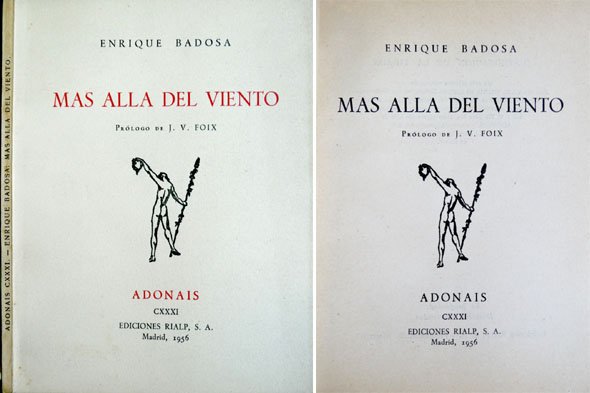 ADONAIS CXXXI. — ENRIQUE BADOSA: MAS ALLA DEL VIENTO.
ENRIQUE BADOSA
MAS ALLA DEL VIENTO
PRÓLOGO DE J. V. FOIX
ADONAIS
CXXXI
EDICIONES RIALP, S. A.
Madrid, 1956
ENRIQUE BADOSA
MAS ALLA DEL VIENTO
PRÓLOGO DE J. V. FOIX
ADONAIS
CXXXI
EDICIONES RIALP, S. A.
Madrid, 1956